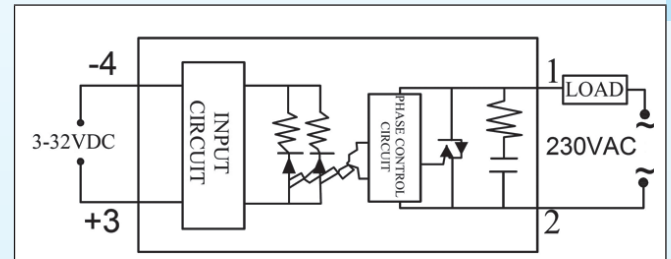 -4
3-32VDC
+3
INPUT
CIRCUIT
PHASE CONTROL
CIRCUIT
1
LOAD
~
230VAC
~
2